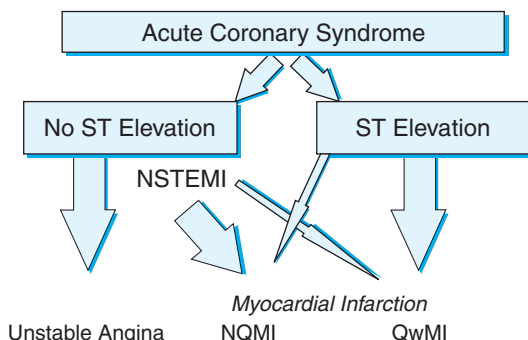 Acute Coronary Syndrome
No ST Elevation
ST Elevation
NSTEMI
Myocardial Infarction
Unstable Angina NQMI QwMI